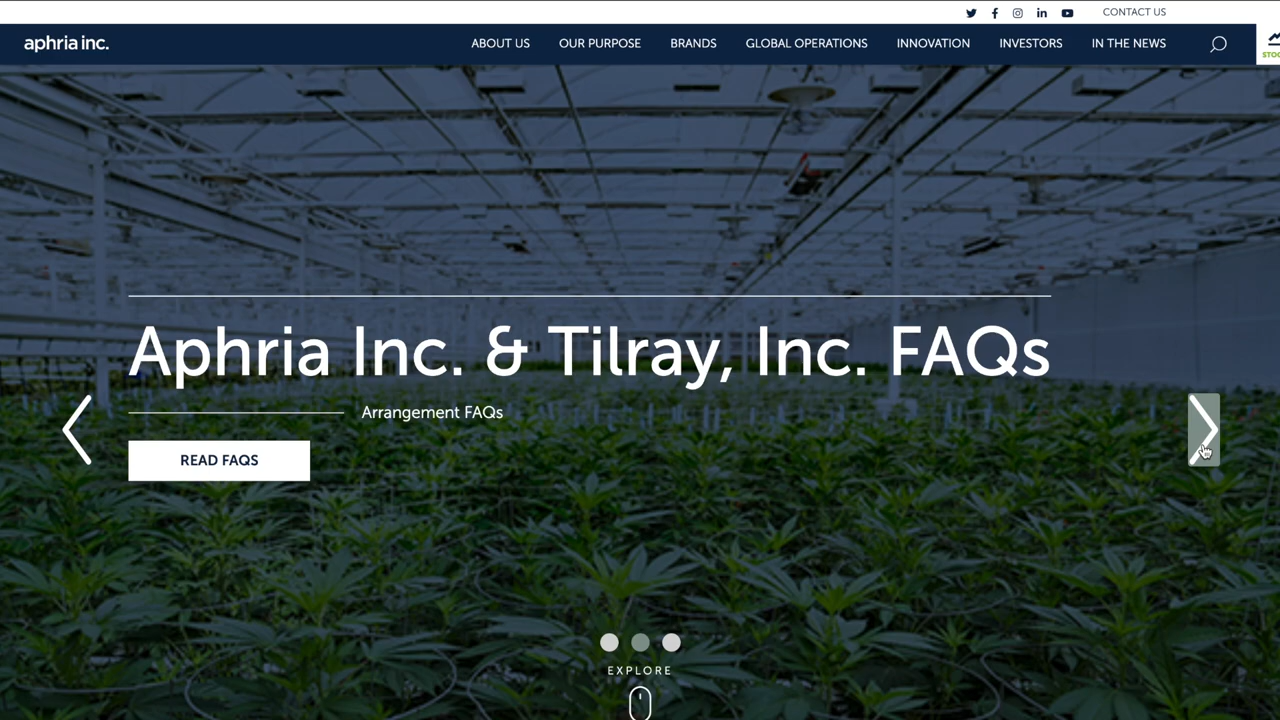 CONTACT US
aphria inc.
ABOUT US OUR PURPOSE BRANDS GLOBAL OPERATIONS INNOVATION INVESTORS IN THE NEWS
Aphria Inc. & Tilray, Inc. FAQs
Arrangement FAQs
READ FAQS
EXPLORE